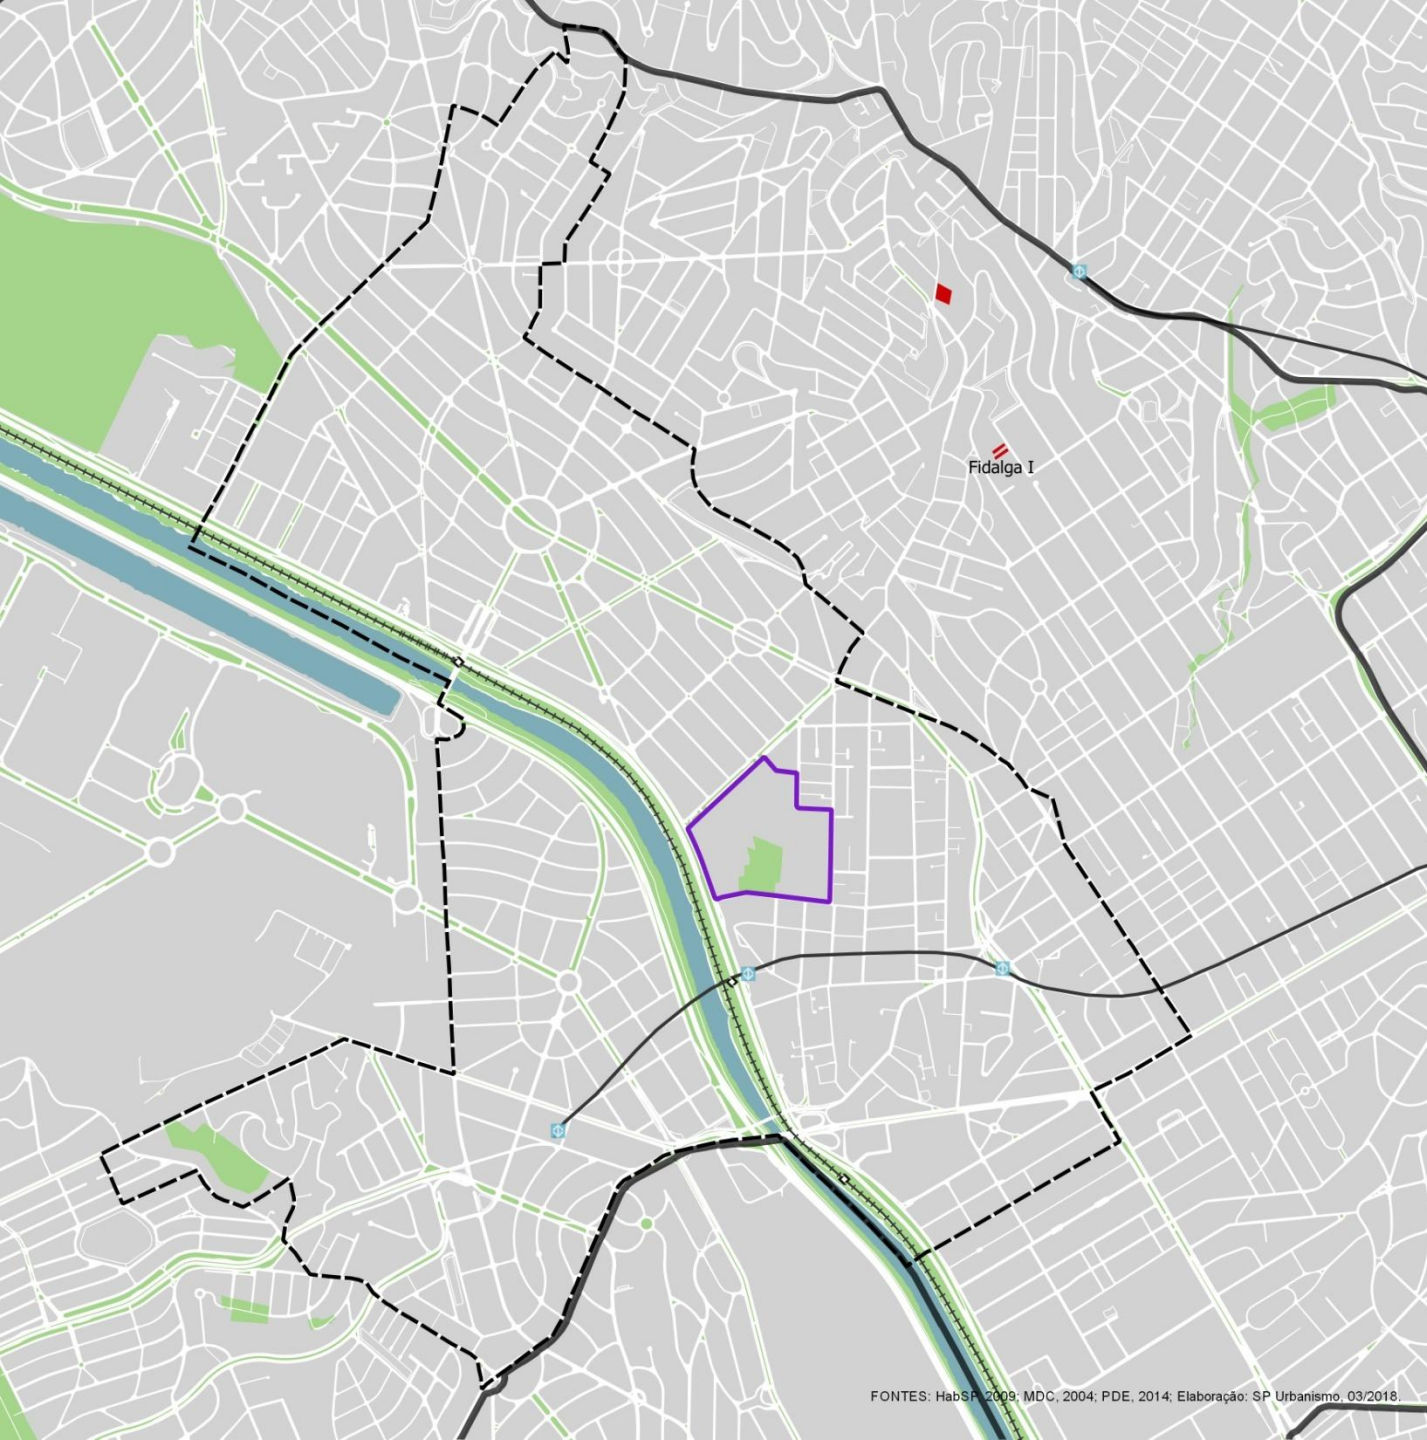 Fidalga I
FONTES: HabSP 2009; MDC, 2004; PDE, 2014; Elaboração: SP Urbanismo, 03/2018.